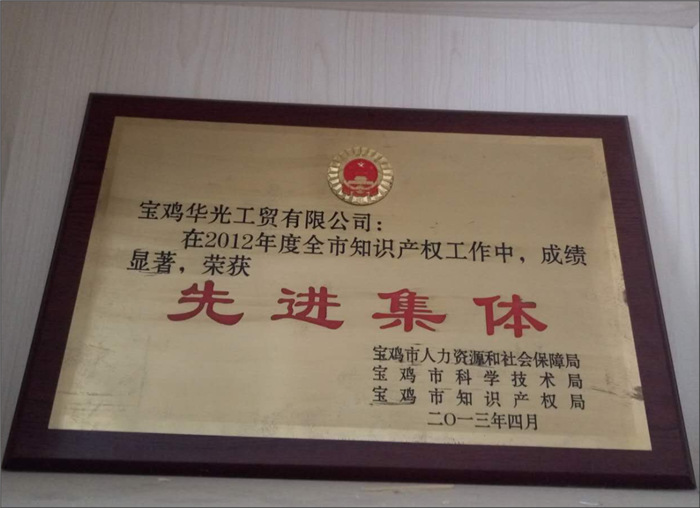 宝鸡华光工贸有限公司:
在2012年度全市知识产权工作中，成绩
显著，荣获
先进集体
宝鸡市人力资源和社会保障局
宝鸡市科学技术局
宝鸡市知识产权局
二〇一三年四月